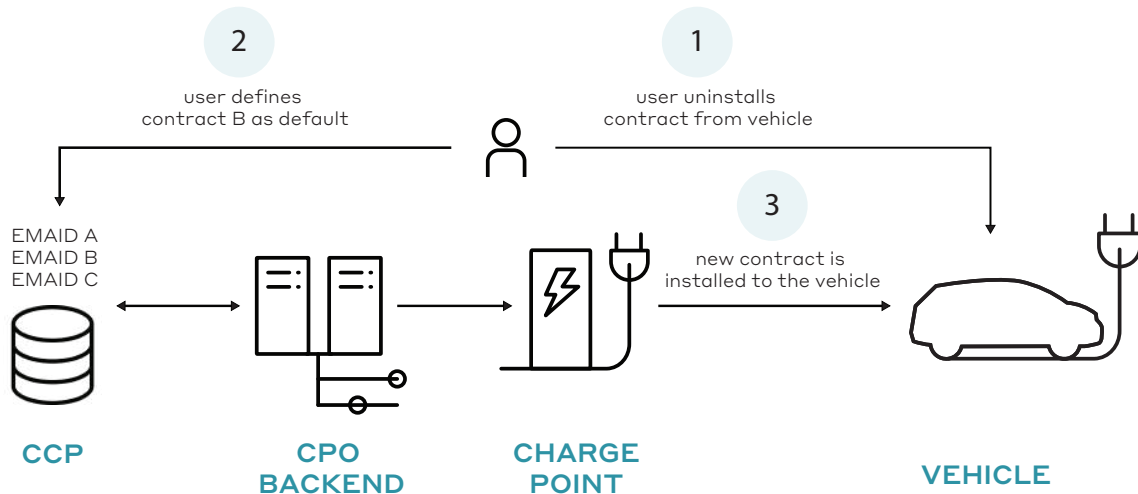 2
user defines
contract B as default
1
user uninstalls
contract from vehicle
3
new contract is
installed to the vehicle
EMAID A
EMAID B
EMAID C
CCP
CPO
BACKEND
CHARGE
POINT
VEHICLE